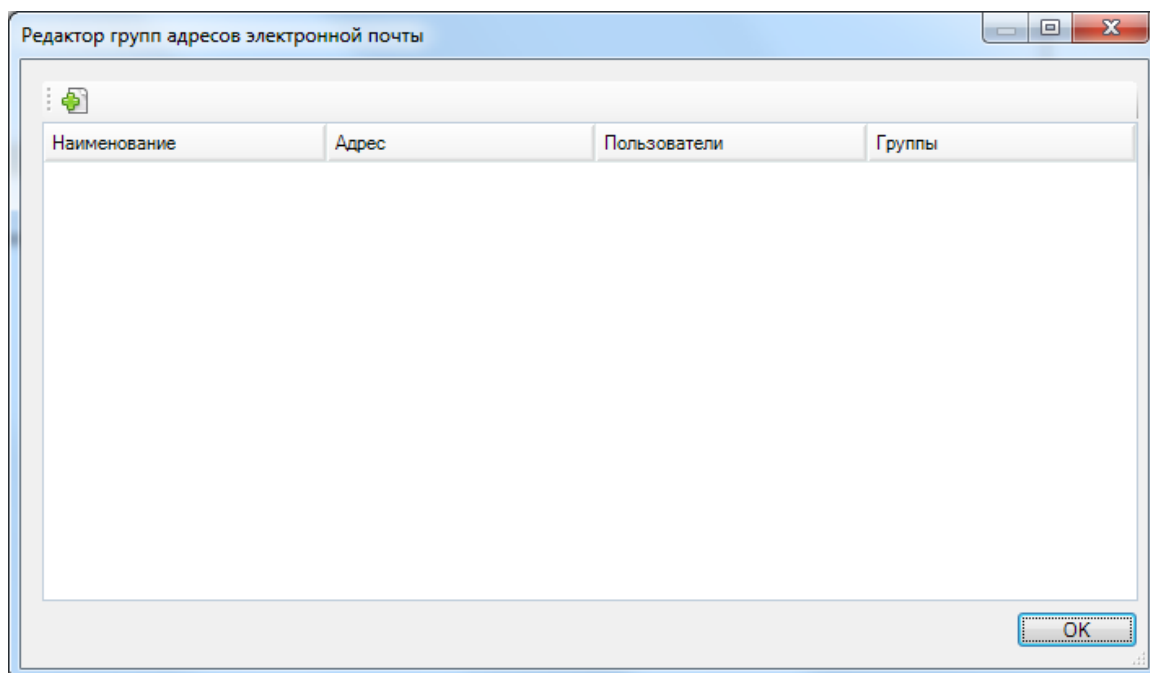 Редактор групп адресов электронной почты
Наименование Адрес Пользователи Группы
OK